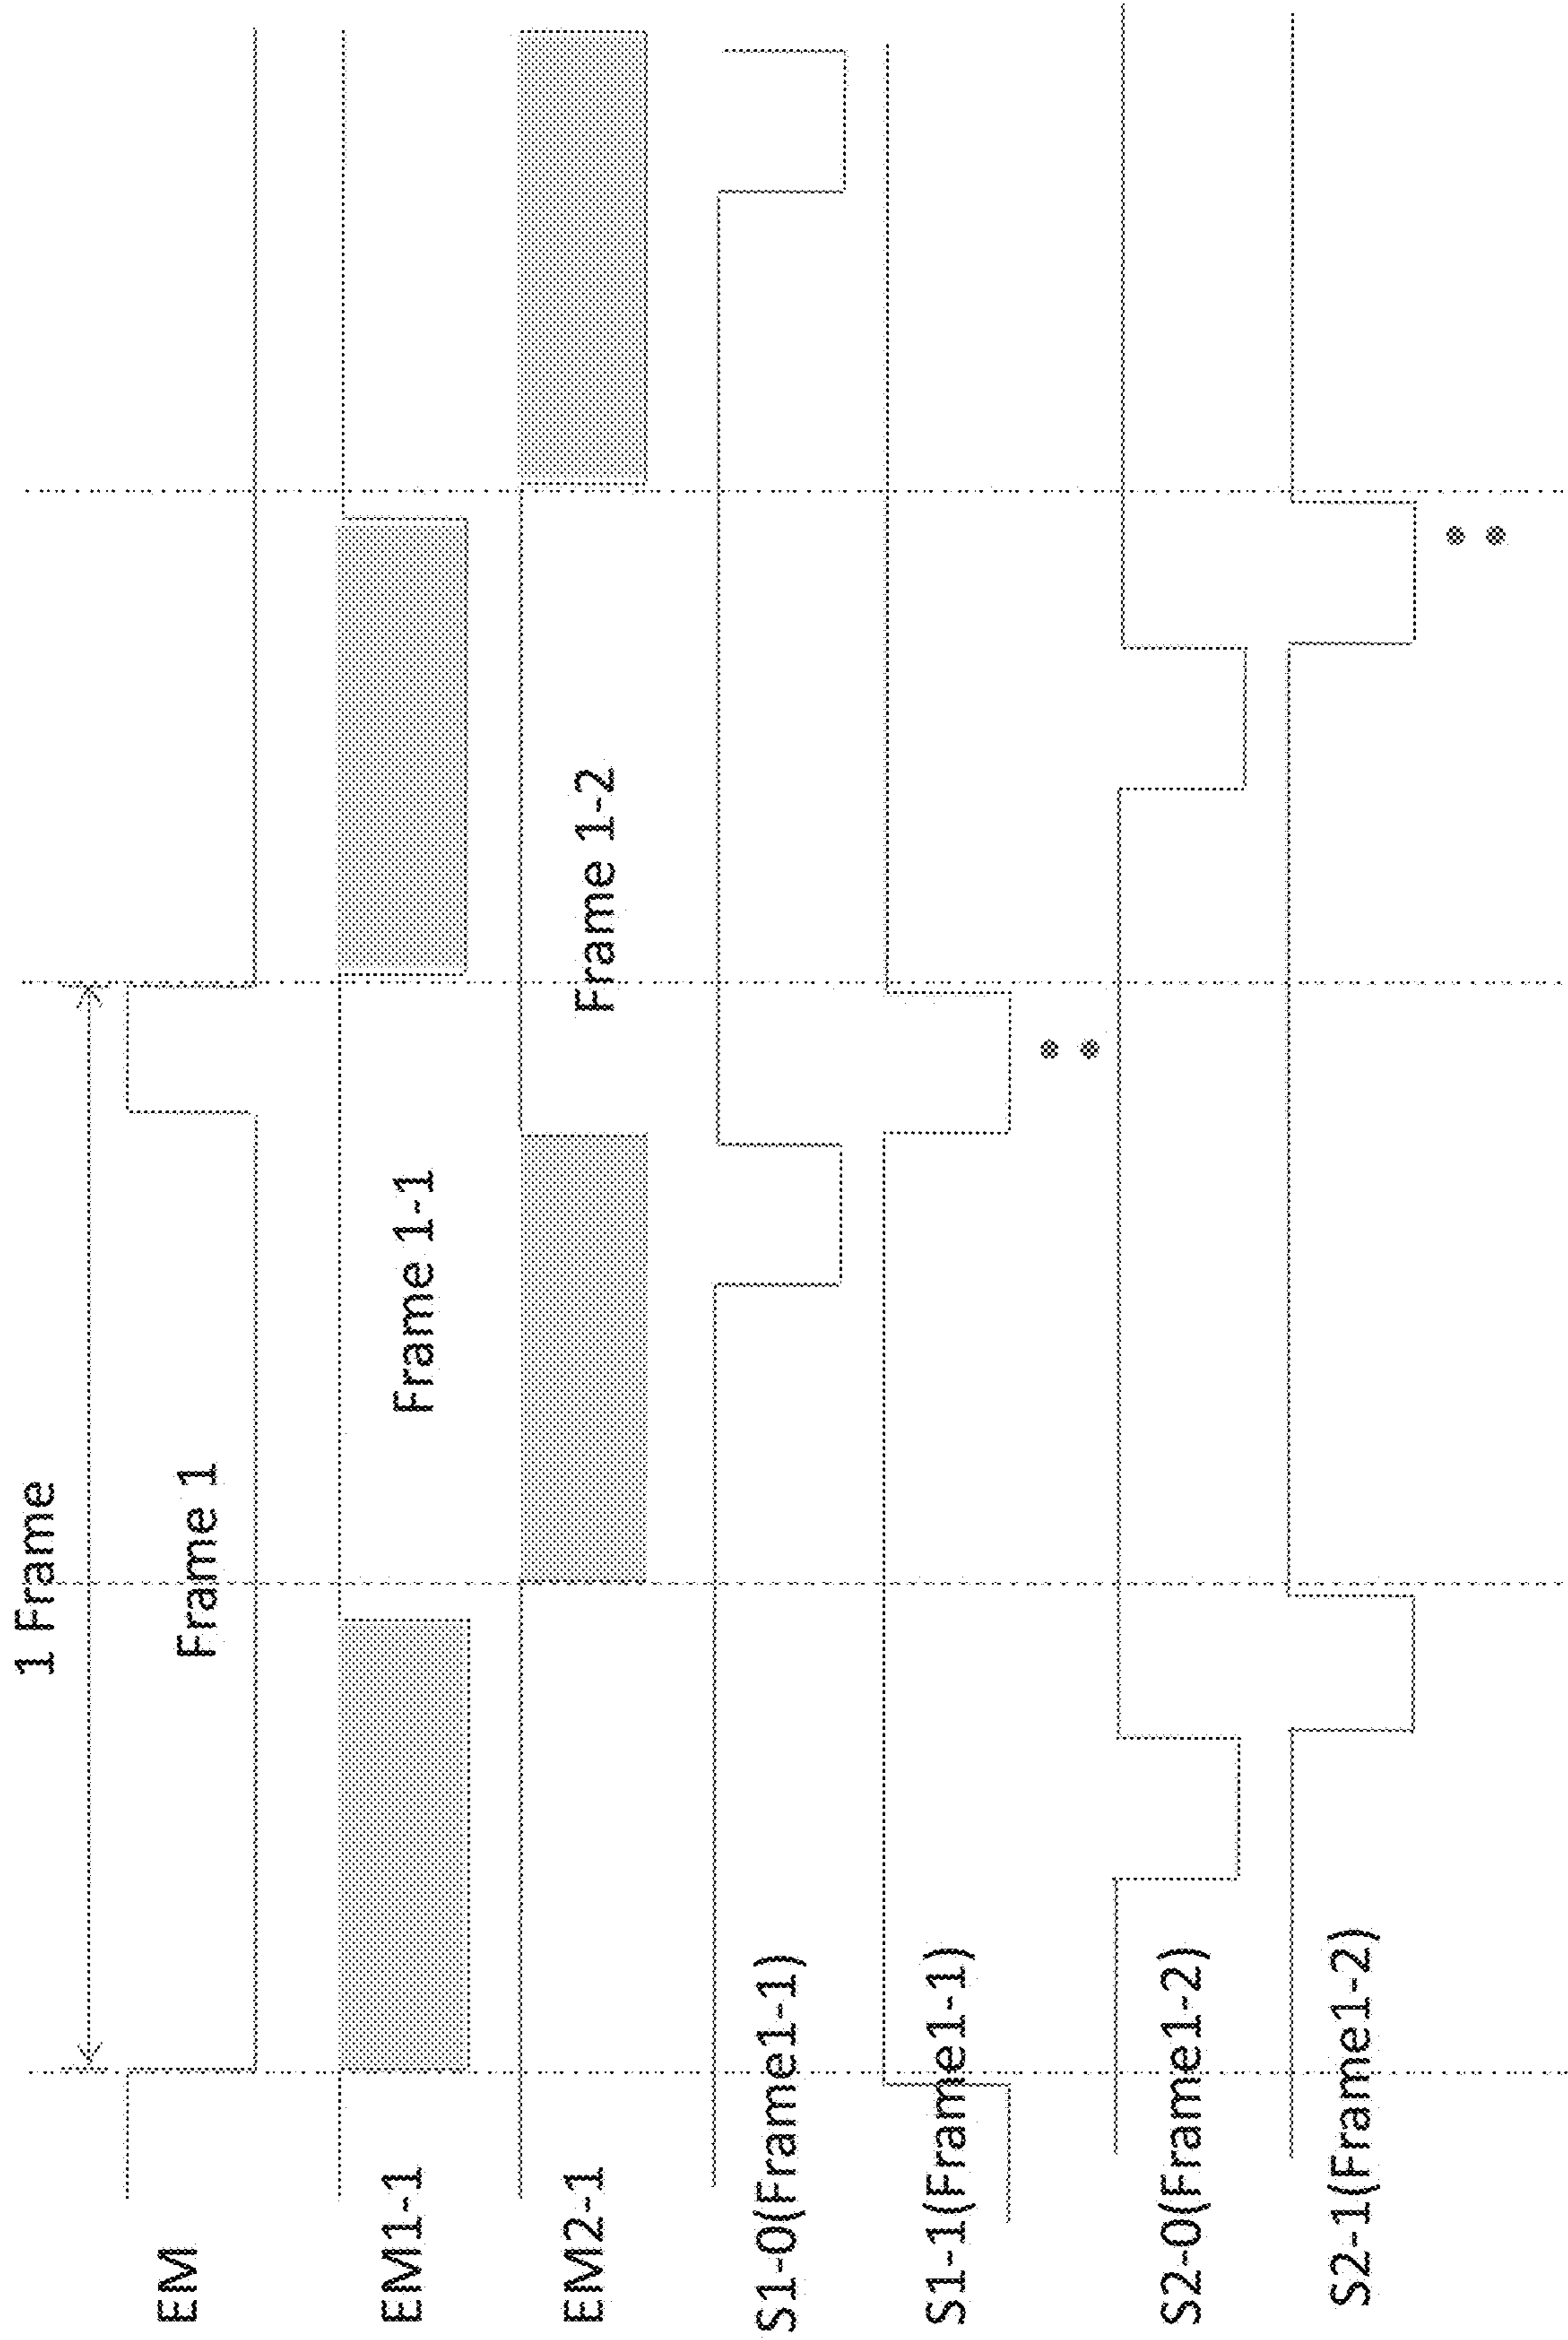 1 Frame
EM
Frame 1
EM1-1
Frame 1-1
EM2-1
Frame 1-2
S1-0(Frame1-1)
S1-1(Frame1-1)
S2-0(Frame1-2)
S2-1(Frame1-2)